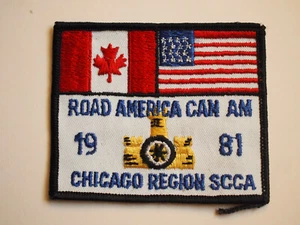 ROAD AMERICA CAN AM
19 81
CHICAGO REGION SCCA